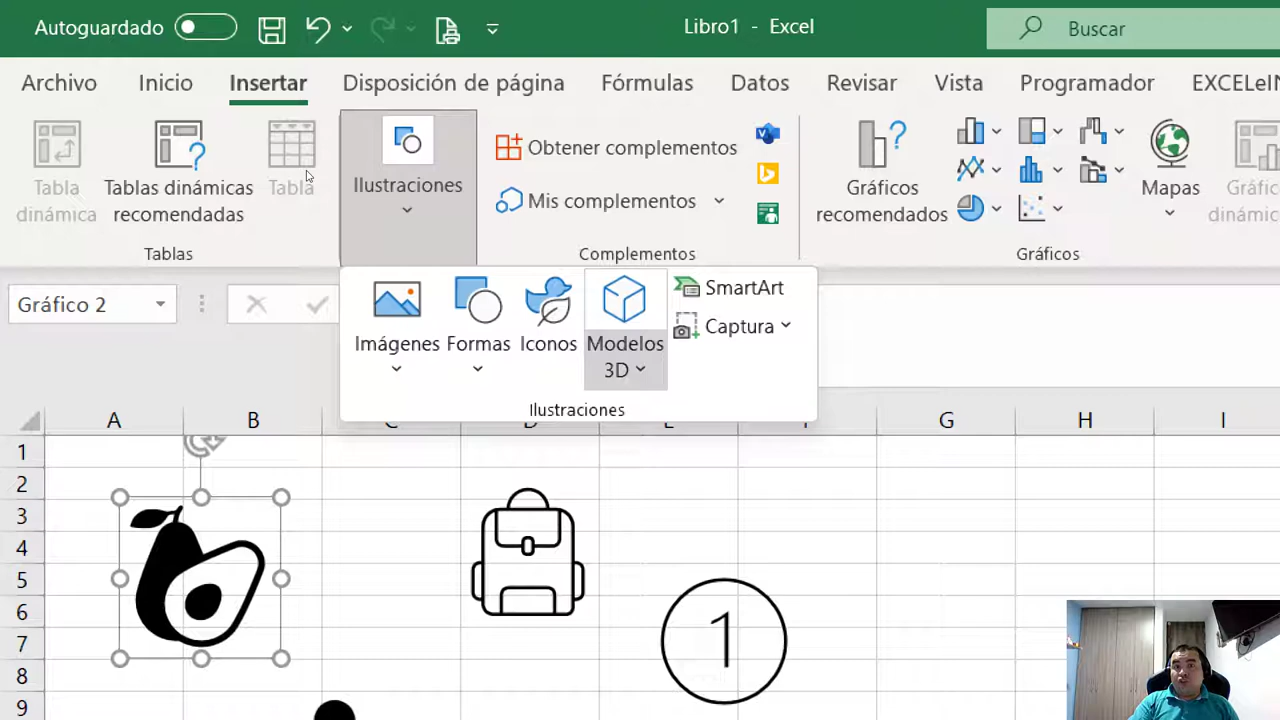 Autoguardado
Libro1 - Excel
Buscar
Archivo
Inicio
Insertar
Disposición de página
Fórmulas
Datos
Revisar
Vista
Programador
EXCELeIN
Tabla
dinámica
Tablas dinámicas
recomendadas
Tabla
Tablas
Ilustraciones
Obtener complementos
Mis complementos
Complementos
Gráficos
recomendados
Mapas
Gráfic
dinámic
Gráficos
Gráfico 2
Imágenes
Formas
Iconos
Modelos
3D
SmartArt
Captura
Ilustraciones
A B G H I
1
2
3
4
5
6
7
8
9
1